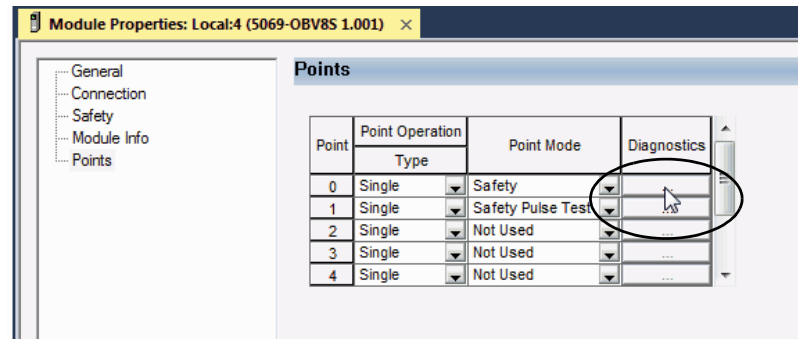 Module Properties: Local:4 (5069-OBV8S 1.001) ×
General
Connection
Safety
Module Info
Points
Points
Point Point Operation Type Point Mode Diagnostics
0 Single Safety ...
1 Single Safety Pulse Test ...
2 Single Not Used ...
3 Single Not Used ...
4 Single Not Used ...